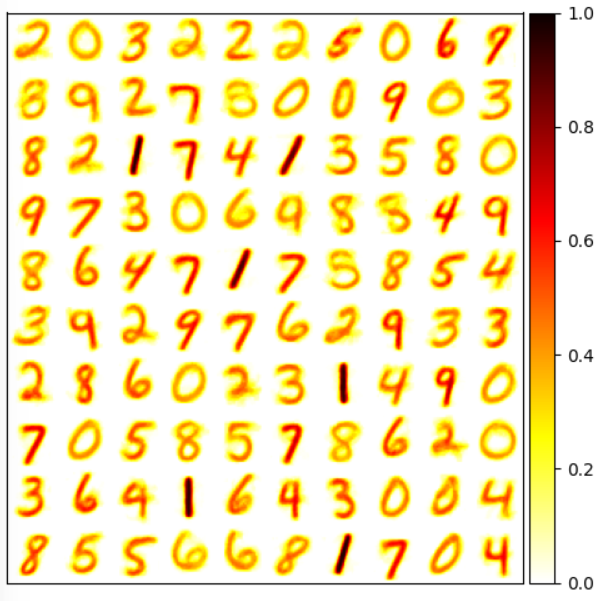 2 0 3 2 2 2 5 0 6 9
8 9 2 7 8 0 0 9 0 3
8 2 1 7 4 1 3 5 8 0
9 7 3 0 6 9 8 8 4 9
8 6 4 7 1 7 5 8 5 4
3 9 2 9 7 6 2 9 3 3
2 8 6 0 2 3 1 4 9 0
7 0 5 8 5 7 8 6 2 0
3 6 9 1 6 4 3 0 0 4
8 5 5 6 6 8 1 7 0 4
1.0
0.8
0.6
0.4
0.2
0.0